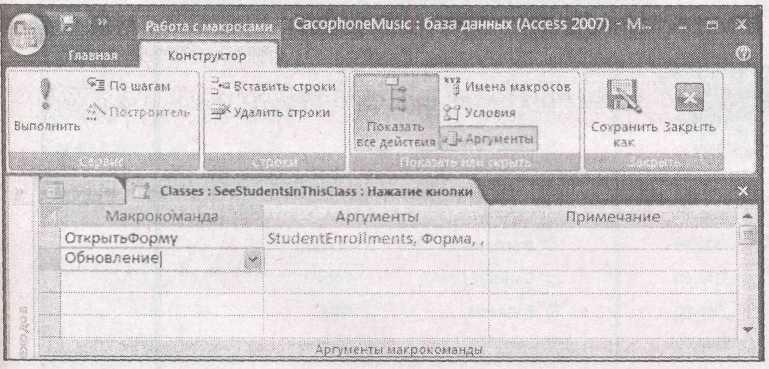 Работа с макросами CacophoneMusic : база данных (Access 2007) - M...
Главная Конструктор
Выполнить
По шагам
Построитель
Сервис
Вставить строки
Удалить строки
Строки
Показать все действия
Имена макросов
Условия
Аргументы
Показать или скрыть
Сохранить как
Закрыть
Закрыть
Classes : SeeStudentsInThisClass : Нажатие кнопки
Макрокоманда Аргументы Примечание
ОткрытьФорму StudentEnrollments, Форма, ,
Обновление
Аргументы макрокоманды